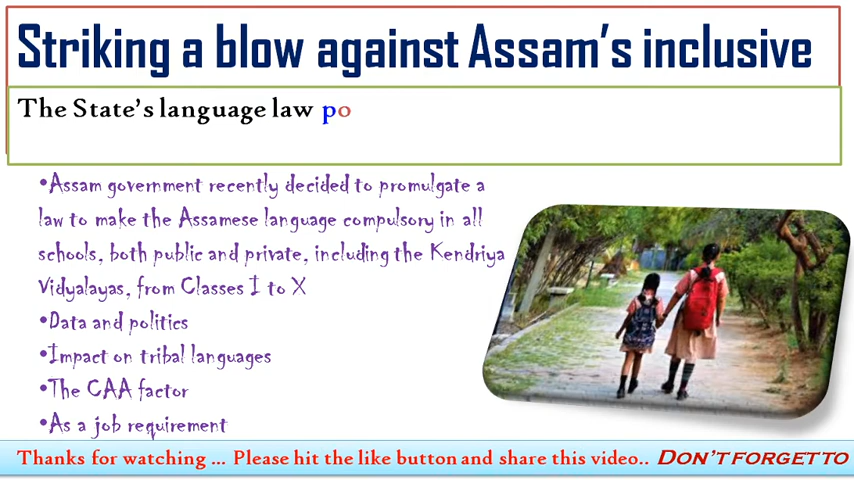 Striking a blow against Assam's inclusive
The State's language law po
•Assam government recently decided to promulgate a
law to make the Assamese language compulsory in all
schools, both public and private, including the Kendriya
Vidyalayas, from Classes I to X
•Data and politics
•Impact on tribal languages
•The CAA factor
•As a job requirement
Thanks for watching ... Please hit the like button and share this video.. DON'T FORGET TO